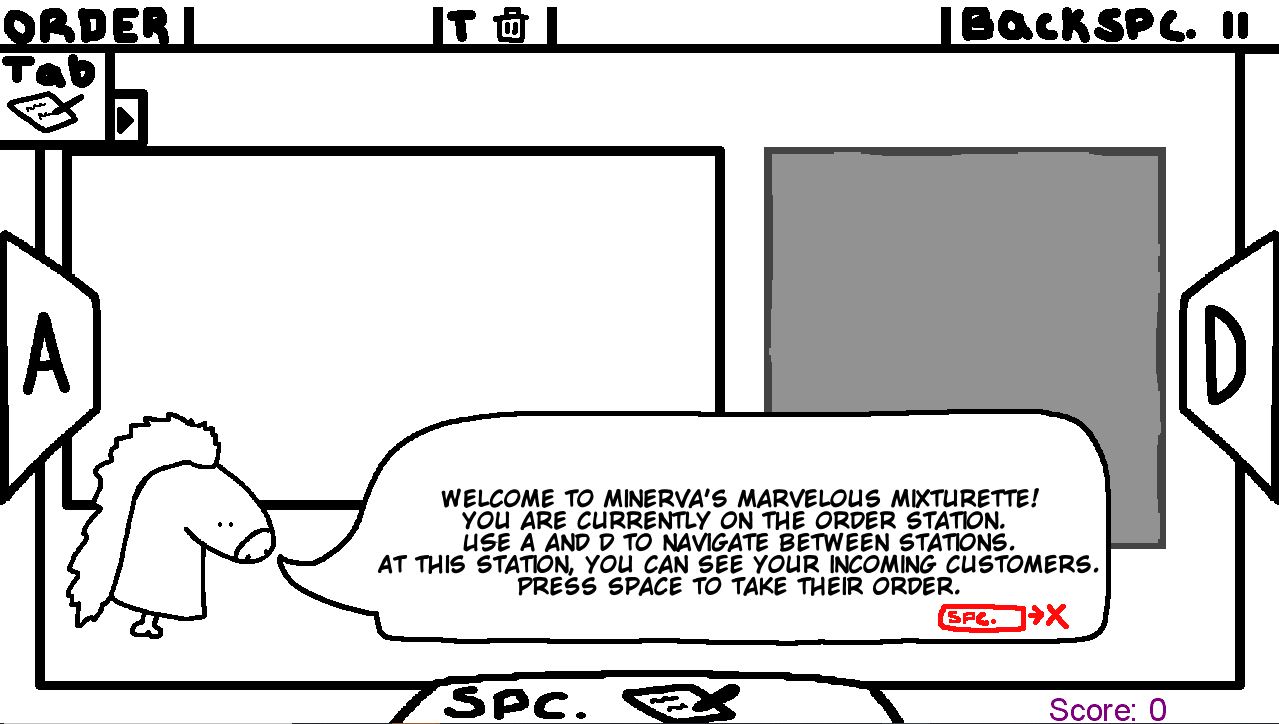 ORDER
T
BACKSPC.
Tab
A
D
WELCOME TO MINERVA'S MARVELOUS MIXTURETTE!
YOU ARE CURRENTLY ON THE ORDER STATION.
USE A AND D TO NAVIGATE BETWEEN STATIONS.
AT THIS STATION, YOU CAN SEE YOUR INCOMING CUSTOMERS.
PRESS SPACE TO TAKE THEIR ORDER.
SPC. → X
SPC.
Score: 0